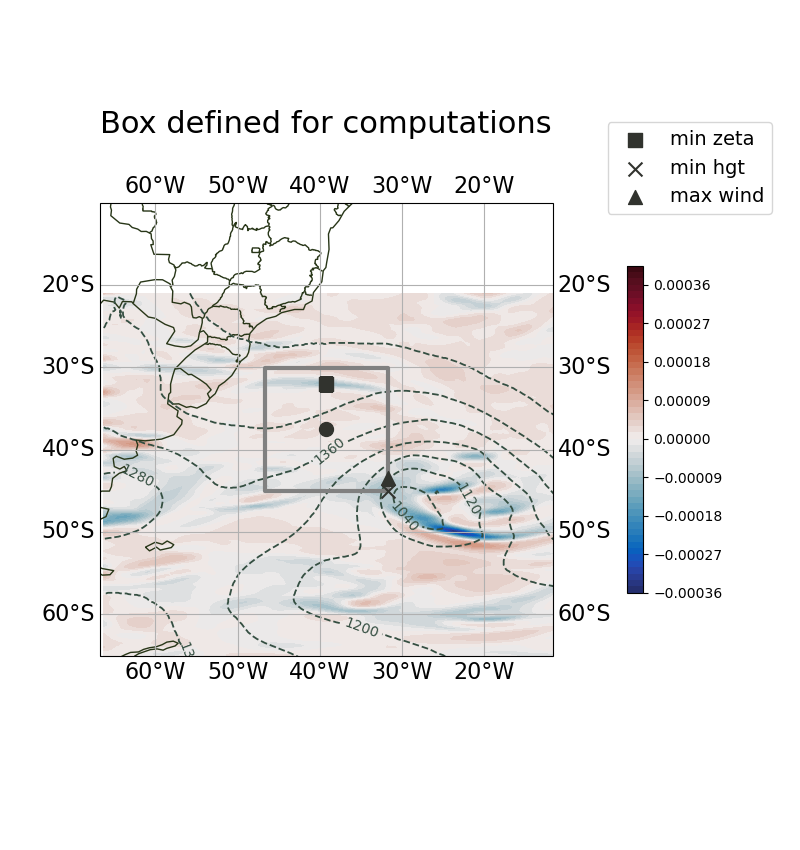 Box defined for computations
min zeta
min hgt
max wind
60°W 50°W 40°W 30°W 20°W
20°S 20°S
30°S 30°S
40°S 40°S
50°S 50°S
60°S 60°S
60°W 50°W 40°W 30°W 20°W
1360
1280
1120
1040
1200
13
0.00036
0.00027
0.00018
0.00009
0.00000
−0.00009
−0.00018
−0.00027
−0.00036